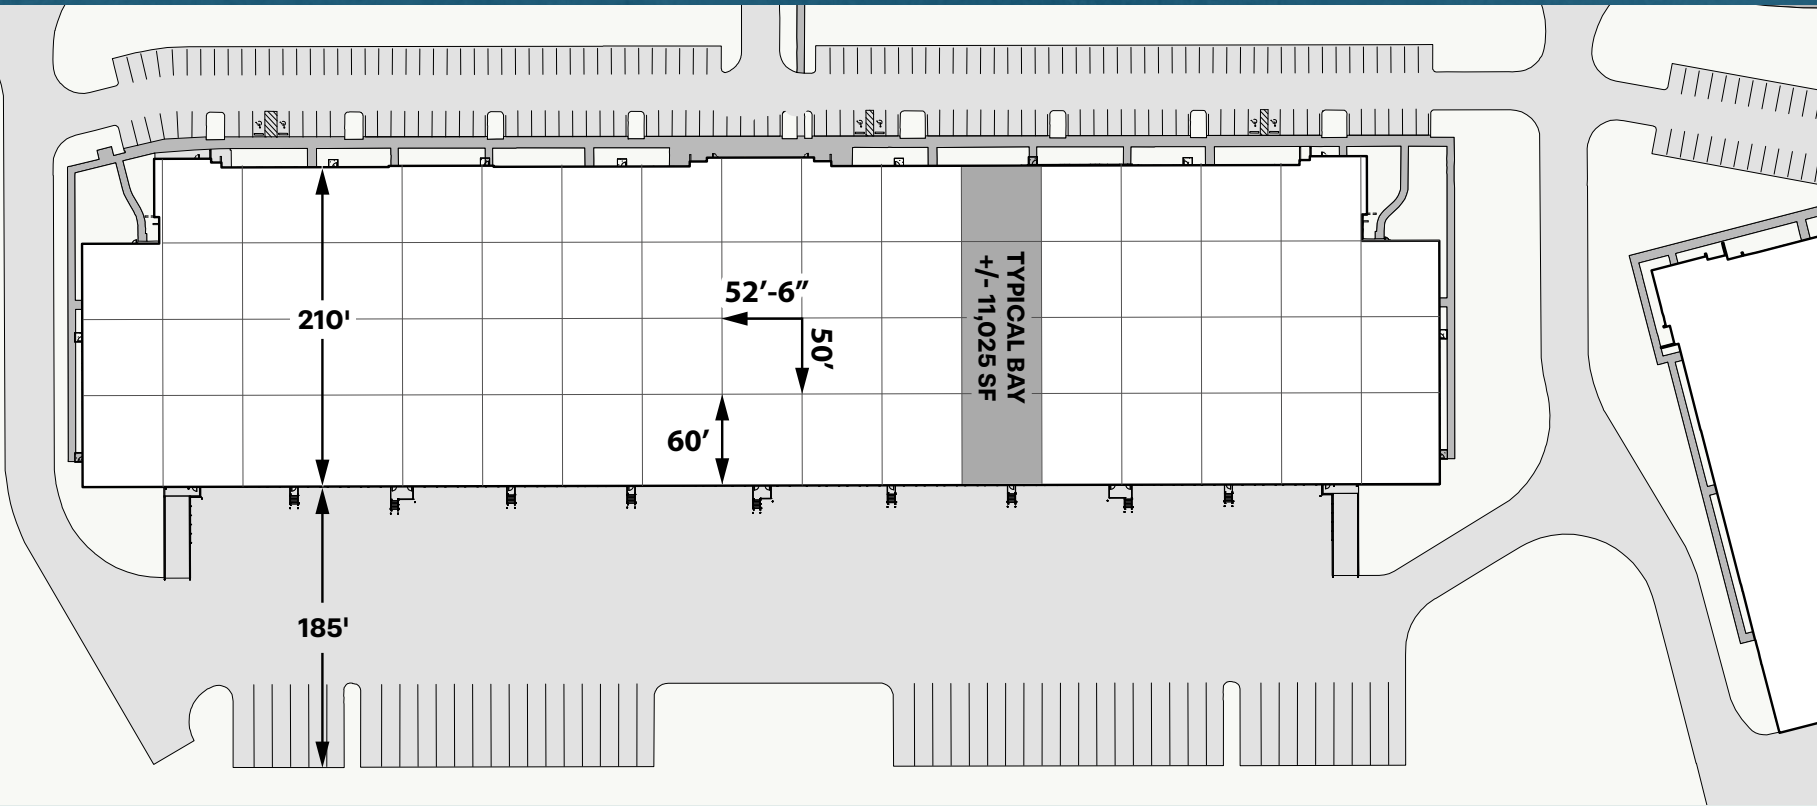 210'
52’-6”
50’
60’
TYPICAL BAY
+/- 11,025 SF
185'